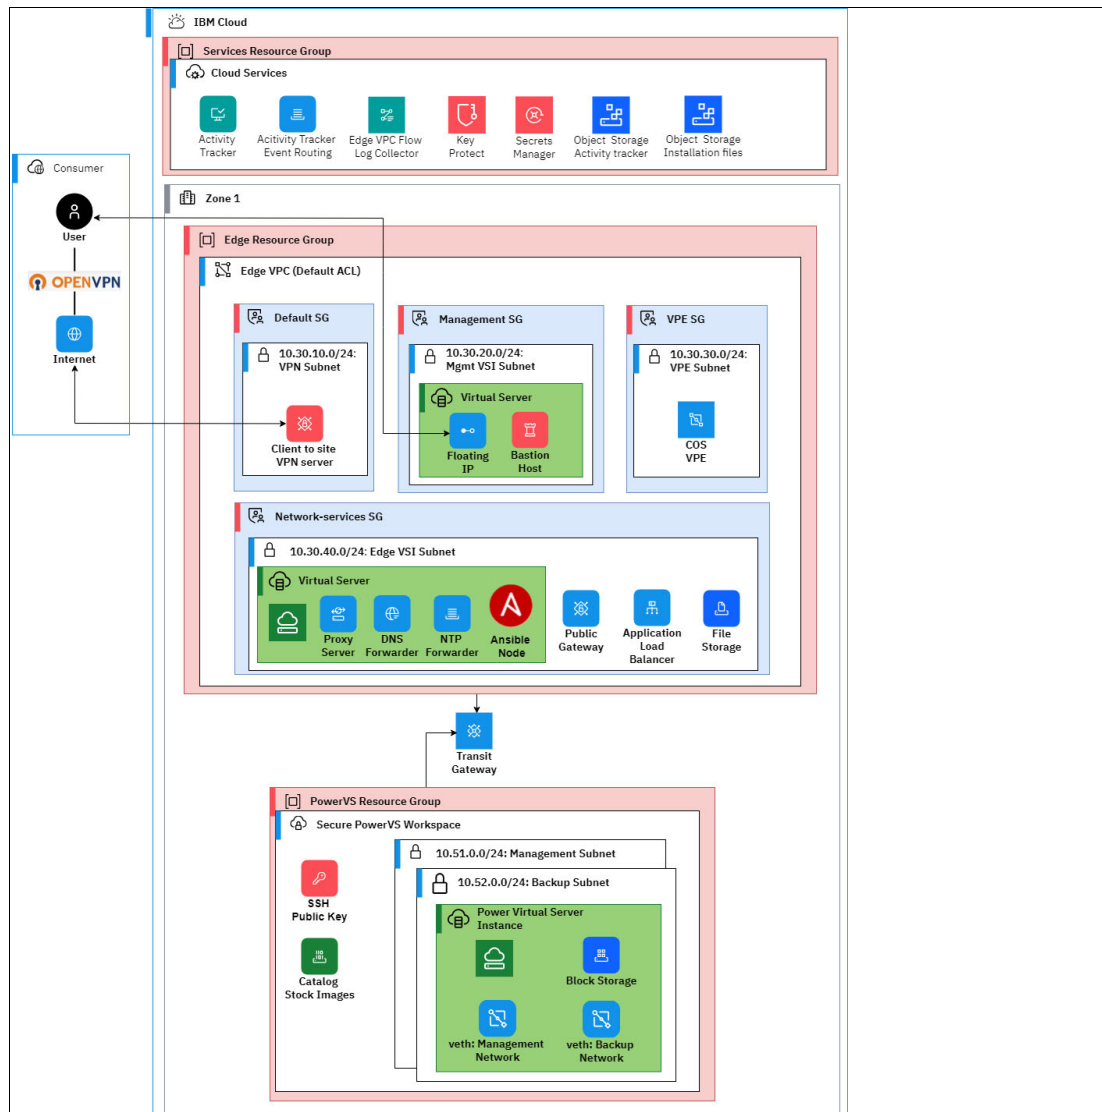 IBM Cloud
Services Resource Group
Cloud Services
Activity
Tracker
Acitivity Tracker
Event Routing
Edge VPC Flow
Log Collector
Key
Protect
Secrets
Manager
Object Storage
Activity tracker
Object Storage
Installation files
Consumer
User
OPENVPN
Internet
Zone 1
Edge Resource Group
Edge VPC (Default ACL)
Default SG
10.30.10.0/24:
VPN Subnet
Client to site
VPN server
Management SG
10.30.20.0/24:
Mgmt VSI Subnet
Virtual Server
Floating
IP
Bastion
Host
VPE SG
10.30.30.0/24:
VPE Subnet
COS
VPE
Network-services SG
10.30.40.0/24: Edge VSI Subnet
Virtual Server
Proxy
Server
DNS
Forwarder
NTP
Forwarder
Ansible
Node
Public
Gateway
Application
Load
Balancer
File
Storage
Transit
Gateway
PowerVS Resource Group
Secure PowerVS Workspace
SSH
Public Key
Catalog
Stock Images
10.51.0.0/24: Management Subnet
10.52.0.0/24: Backup Subnet
Power Virtual Server
Instance
Block Storage
veth: Management
Network
veth: Backup
Network